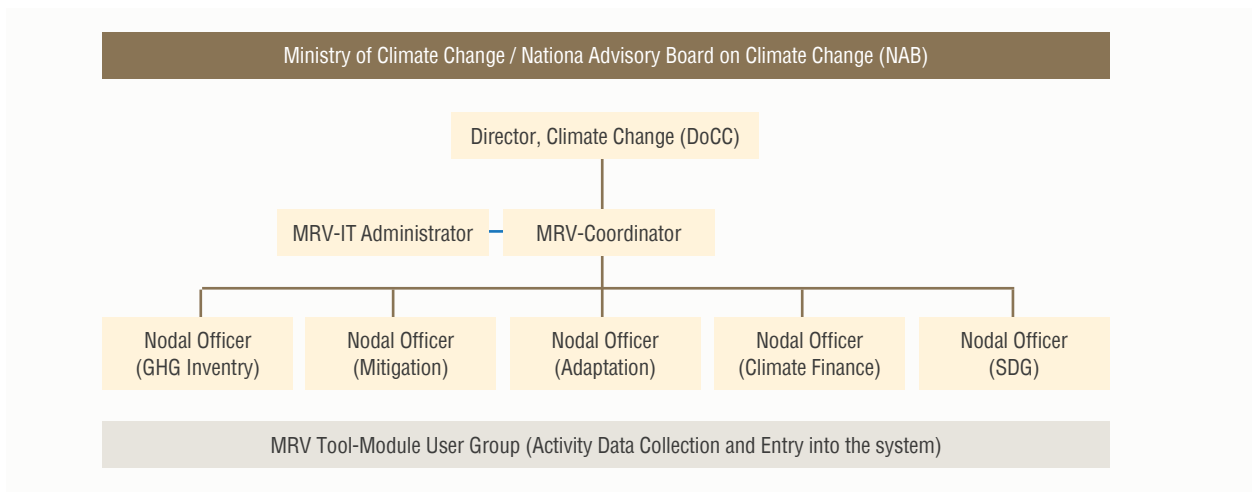 Ministry of Climate Change / Nationa Advisory Board on Climate Change (NAB)
Director, Climate Change (DoCC)
MRV-IT Administrator
MRV-Coordinator
Nodal Officer
(GHG Inventry)
Nodal Officer
(Mitigation)
Nodal Officer
(Adaptation)
Nodal Officer
(Climate Finance)
Nodal Officer
(SDG)
MRV Tool-Module User Group (Activity Data Collection and Entry into the system)